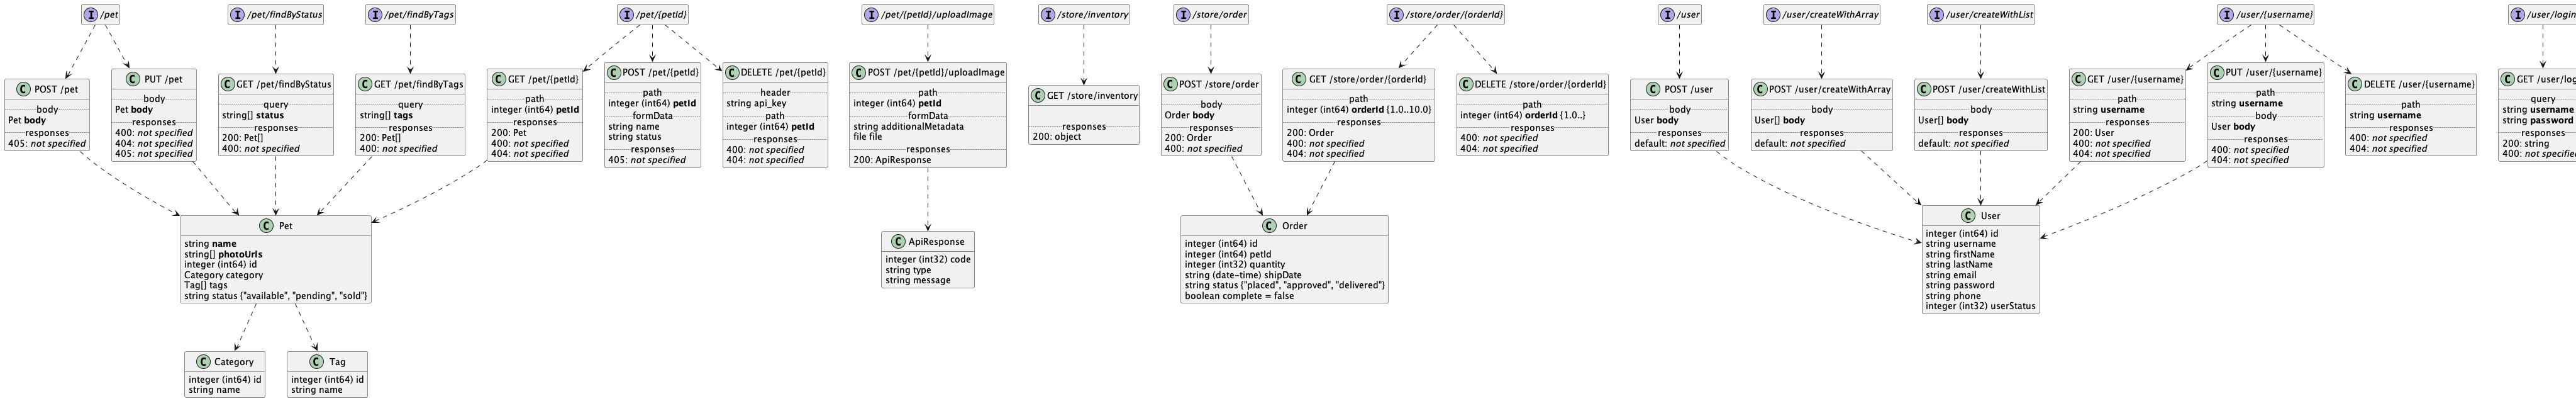 I /pet
I /pet/findByStatus
I /pet/findByTags
I /pet/{petId}
I /pet/{petId}/uploadImage
I /store/inventory
I /store/order
I /store/order/{orderId}
I /user
I /user/createWithArray
I /user/createWithList
I /user/{username}
I /user/login
C POST /pet
body
Pet body
responses
405: not specified
C PUT /pet
body
Pet body
responses
400: not specified
404: not specified
405: not specified
C GET /pet/findByStatus
query
string[] status
responses
200: Pet[]
400: not specified
C GET /pet/findByTags
query
string[] tags
responses
200: Pet[]
400: not specified
C GET /pet/{petId}
path
integer (int64) petId
responses
200: Pet
400: not specified
404: not specified
C POST /pet/{petId}
path
integer (int64) petId
formData
string name
string status
responses
405: not specified
C DELETE /pet/{petId}
header
string api_key
path
integer (int64) petId
responses
400: not specified
404: not specified
C POST /pet/{petId}/uploadImage
path
integer (int64) petId
formData
string additionalMetadata
file file
responses
200: ApiResponse
C GET /store/inventory
responses
200: object
C POST /store/order
body
Order body
responses
200: Order
400: not specified
C GET /store/order/{orderId}
path
integer (int64) orderId {1.0..10.0}
responses
200: Order
400: not specified
404: not specified
C DELETE /store/order/{orderId}
path
integer (int64) orderId {1.0..}
responses
400: not specified
404: not specified
C POST /user
body
User body
responses
default: not specified
C POST /user/createWithArray
body
User[] body
responses
default: not specified
C POST /user/createWithList
body
User[] body
responses
default: not specified
C GET /user/{username}
path
string username
responses
200: User
400: not specified
404: not specified
C PUT /user/{username}
path
string username
body
User body
responses
400: not specified
404: not specified
C DELETE /user/{username}
path
string username
responses
400: not specified
404: not specified
C GET /user/log
query
string username
string password
responses
200: string
400: not specifi
C Pet
string name
string[] photoUrls
integer (int64) id
Category category
Tag[] tags
string status {"available", "pending", "sold"}
C ApiResponse
integer (int32) code
string type
string message
C Order
integer (int64) id
integer (int64) petId
integer (int32) quantity
string (date-time) shipDate
string status {"placed", "approved", "delivered"}
boolean complete = false
C User
integer (int64) id
string username
string firstName
string lastName
string email
string password
string phone
integer (int32) userStatus
C Category
integer (int64) id
string name
C Tag
integer (int64) id
string name